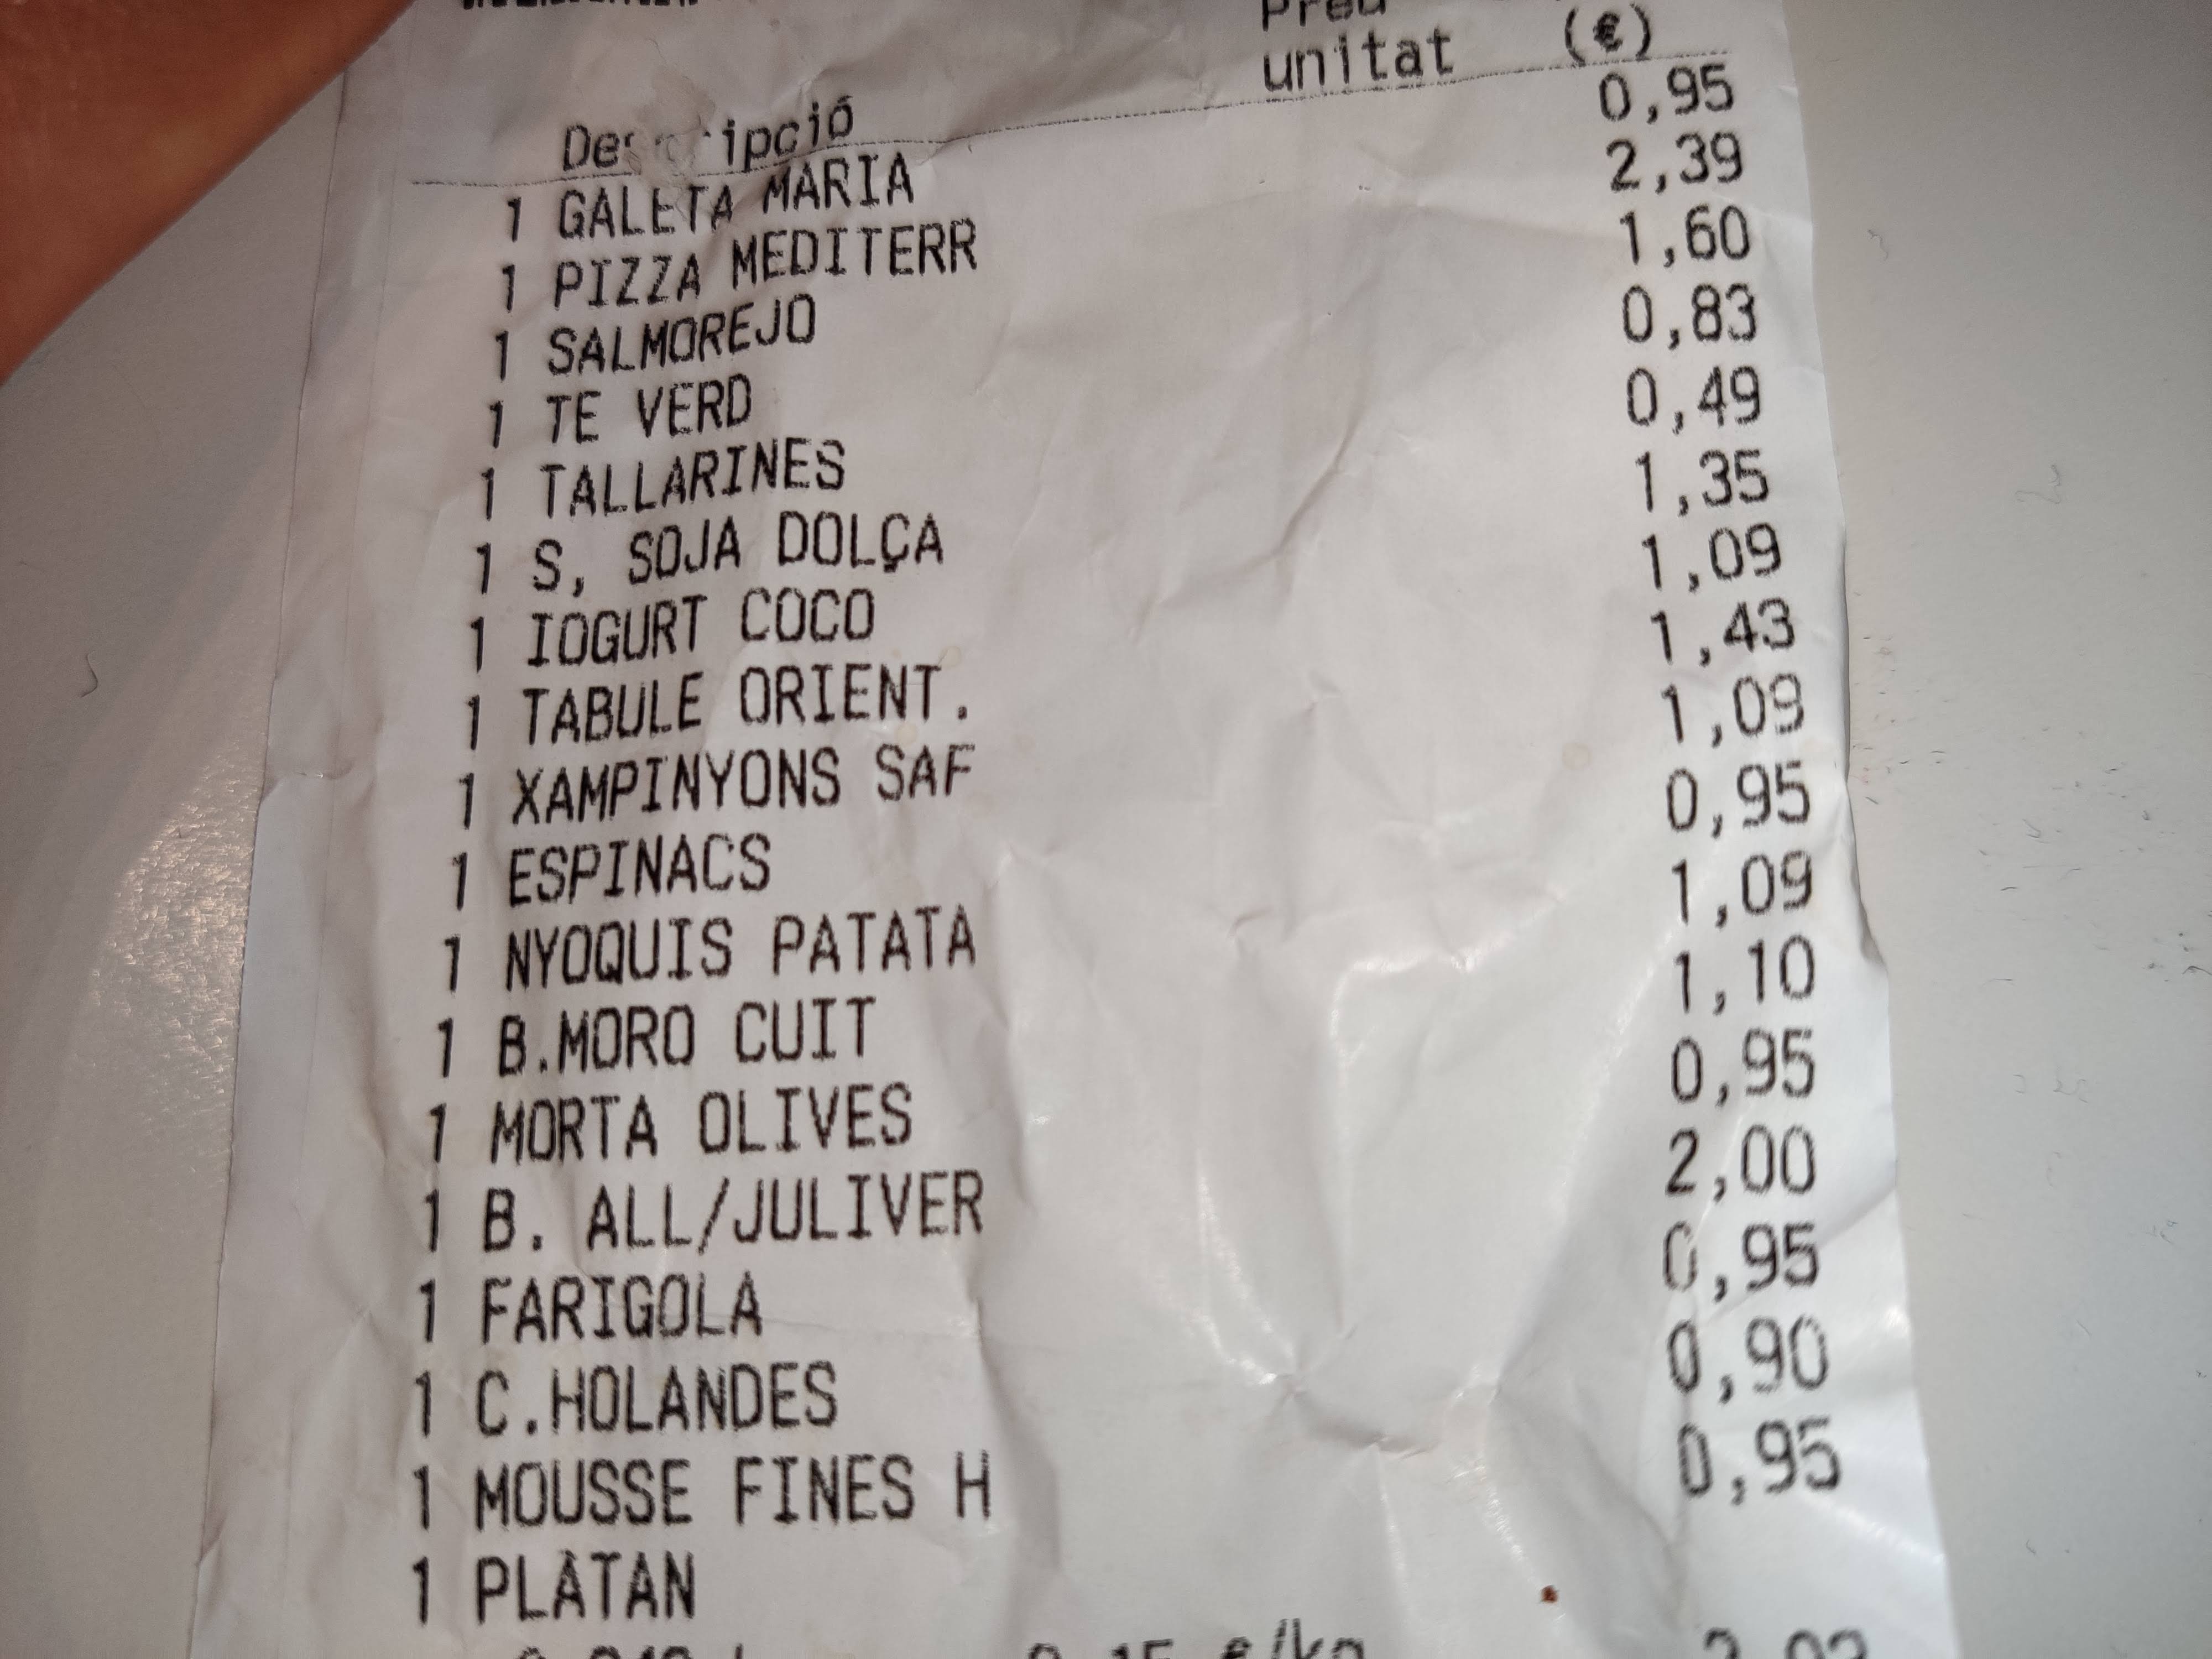 Preu
unitat (€)
Descripció
1 GALETA MARIA 0,95
1 PIZZA MEDITERR 2,39
1 SALMOREJO 1,60
1 TE VERD 0,83
1 TALLARINES 0,49
1 S, SOJA DOLÇA 1,35
1 IOGURT COCO 1,09
1 TABULE ORIENT. 1,43
1 XAMPINYONS SAF 1,09
1 ESPINACS 0,95
1 NYOQUIS PATATA 1,09
1 B.MORO CUIT 1,10
1 MORTA OLIVES 0,95
1 B. ALL/JULIVER 2,00
1 FARIGOLA 0,95
1 C.HOLANDES 0,90
1 MOUSSE FINES H 0,95
1 PLÀTAN